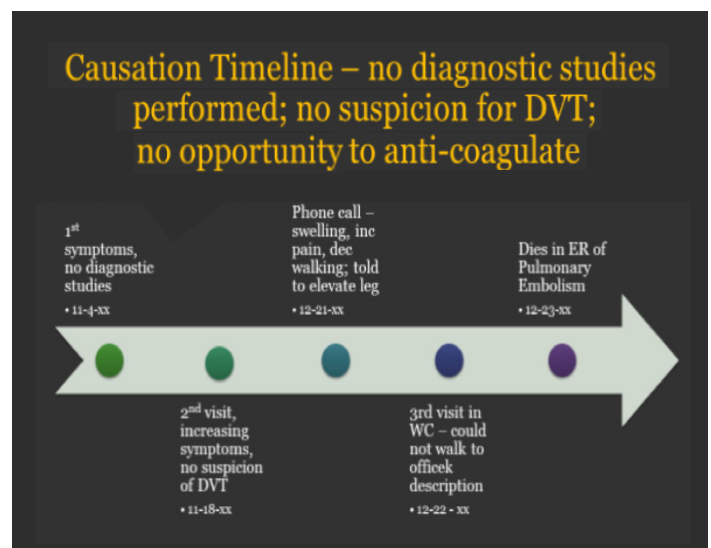 Causation Timeline – no diagnostic studies
performed; no suspicion for DVT;
no opportunity to anti-coagulate
1st
symptoms,
no diagnostic
studies
• 11-4-xx
2nd visit,
increasing
symptoms,
no suspicion
of DVT
• 11-18-xx
Phone call –
swelling, inc
pain, dec
walking; told
to elevate leg
• 12-21-xx
3rd visit in
WC – could
not walk to
officek
description
• 12-22 - xx
Dies in ER of
Pulmonary
Embolism
• 12-23-xx